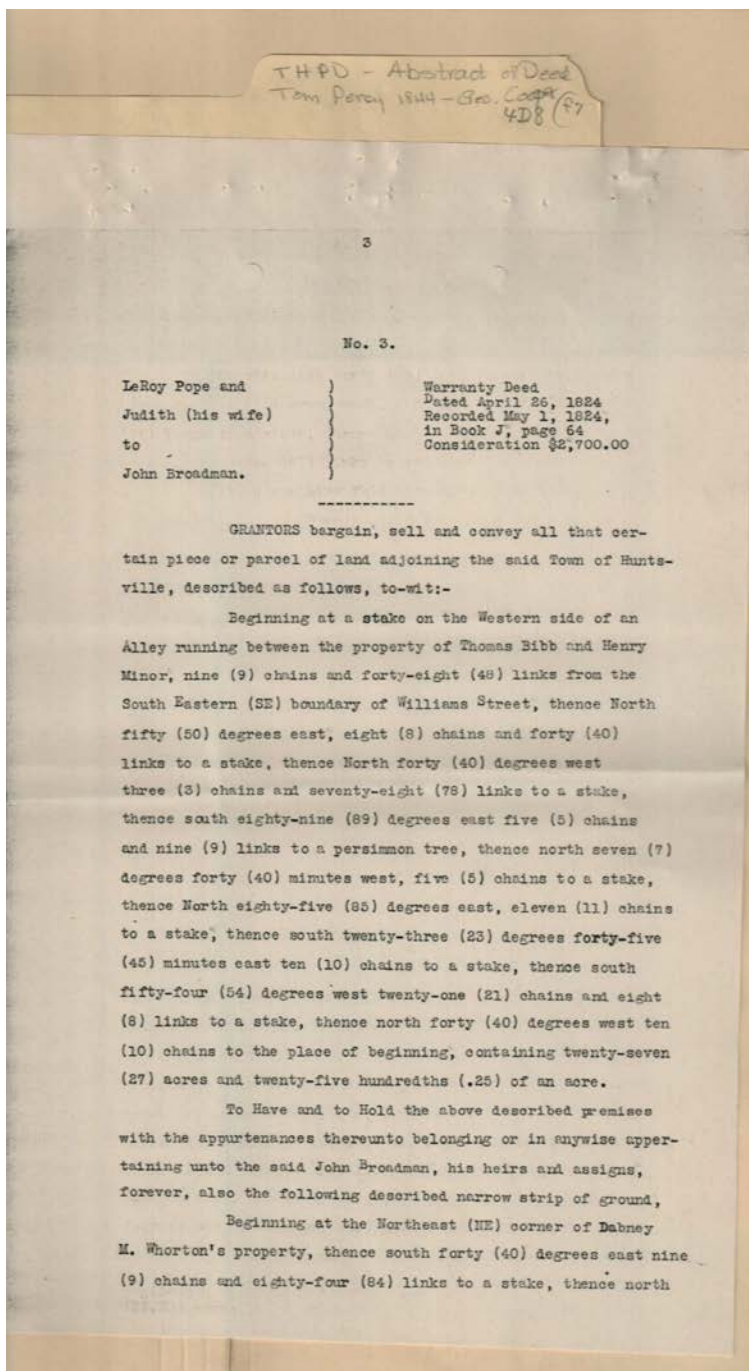 THPD - Abstract of Deed
Tom Percy 1844 - Geo.
4D8
3
No. 3.
LeRoy Pope and
Judith (his wife)
to
John Broadman.
Warranty Deed
Dated April 26, 1824
Recorded May 1, 1824,
in Book J, page 64
Consideration $2,700.00
-----------
GRANTORS bargain, sell and convey all that cer-
tain piece or parcel of land adjoining the said Town of Hunts-
ville, described as follows, to-wit:-
Beginning at a stake on the Western side of an
Alley running between the property of Thomas Bibb and Henry
Minor, nine (9) chains and forty-eight (48) links from the
South Eastern (SE) boundary of Williams Street, thence North
fifty (50) degrees east, eight (8) chains and forty (40)
links to a stake, thence North forty (40) degrees west
three (3) chains and seventy-eight (78) links to a stake,
thence south eighty-nine (89) degrees east five (5) chains
and nine (9) links to a persimmon tree, thence north seven (7)
degrees forty (40) minutes west, five (5) chains to a stake,
thence North eighty-five (85) degrees east, eleven (11) chains
to a stake, thence south twenty-three (23) degrees forty-five
(45) minutes east ten (10) chains to a stake, thence south
fifty-four (54) degrees west twenty-one (21) chains and eight
(8) links to a stake, thence north forty (40) degrees west ten
(10) chains to the place of beginning, containing twenty-seven
(27) acres and twenty-five hundredths (.25) of an acre.
To Have and to Hold the above described premises
with the appurtenances thereunto belonging or in anywise apper-
taining unto the said John Broadman, his heirs and assigns,
forever, also the following described narrow strip of ground,
Beginning at the Northeast (NE) corner of Dabney
M. Whorton's property, thence south forty (40) degrees east nine
(9) chains and eighty-four (84) links to a stake, thence north